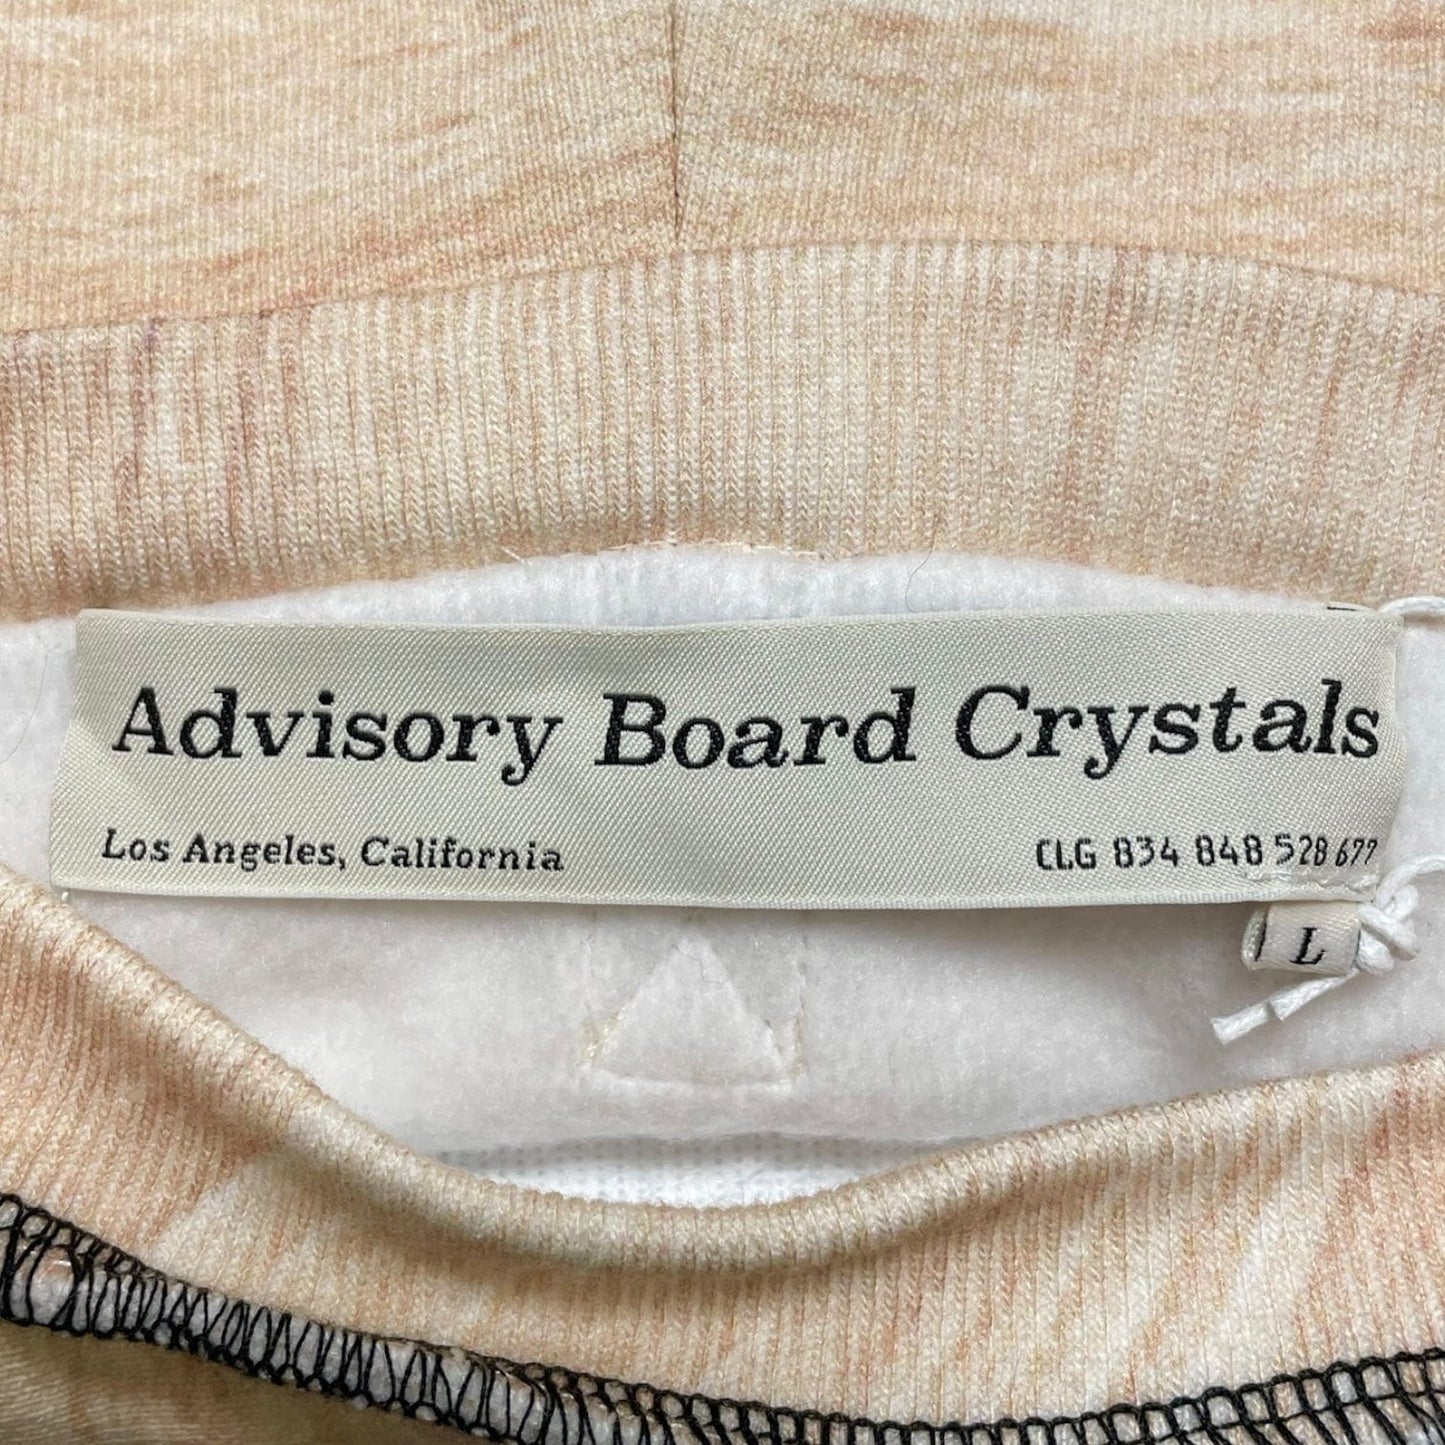 Advisory Board Crystals
Los Angeles, California
CLG 834 848 528 677
L